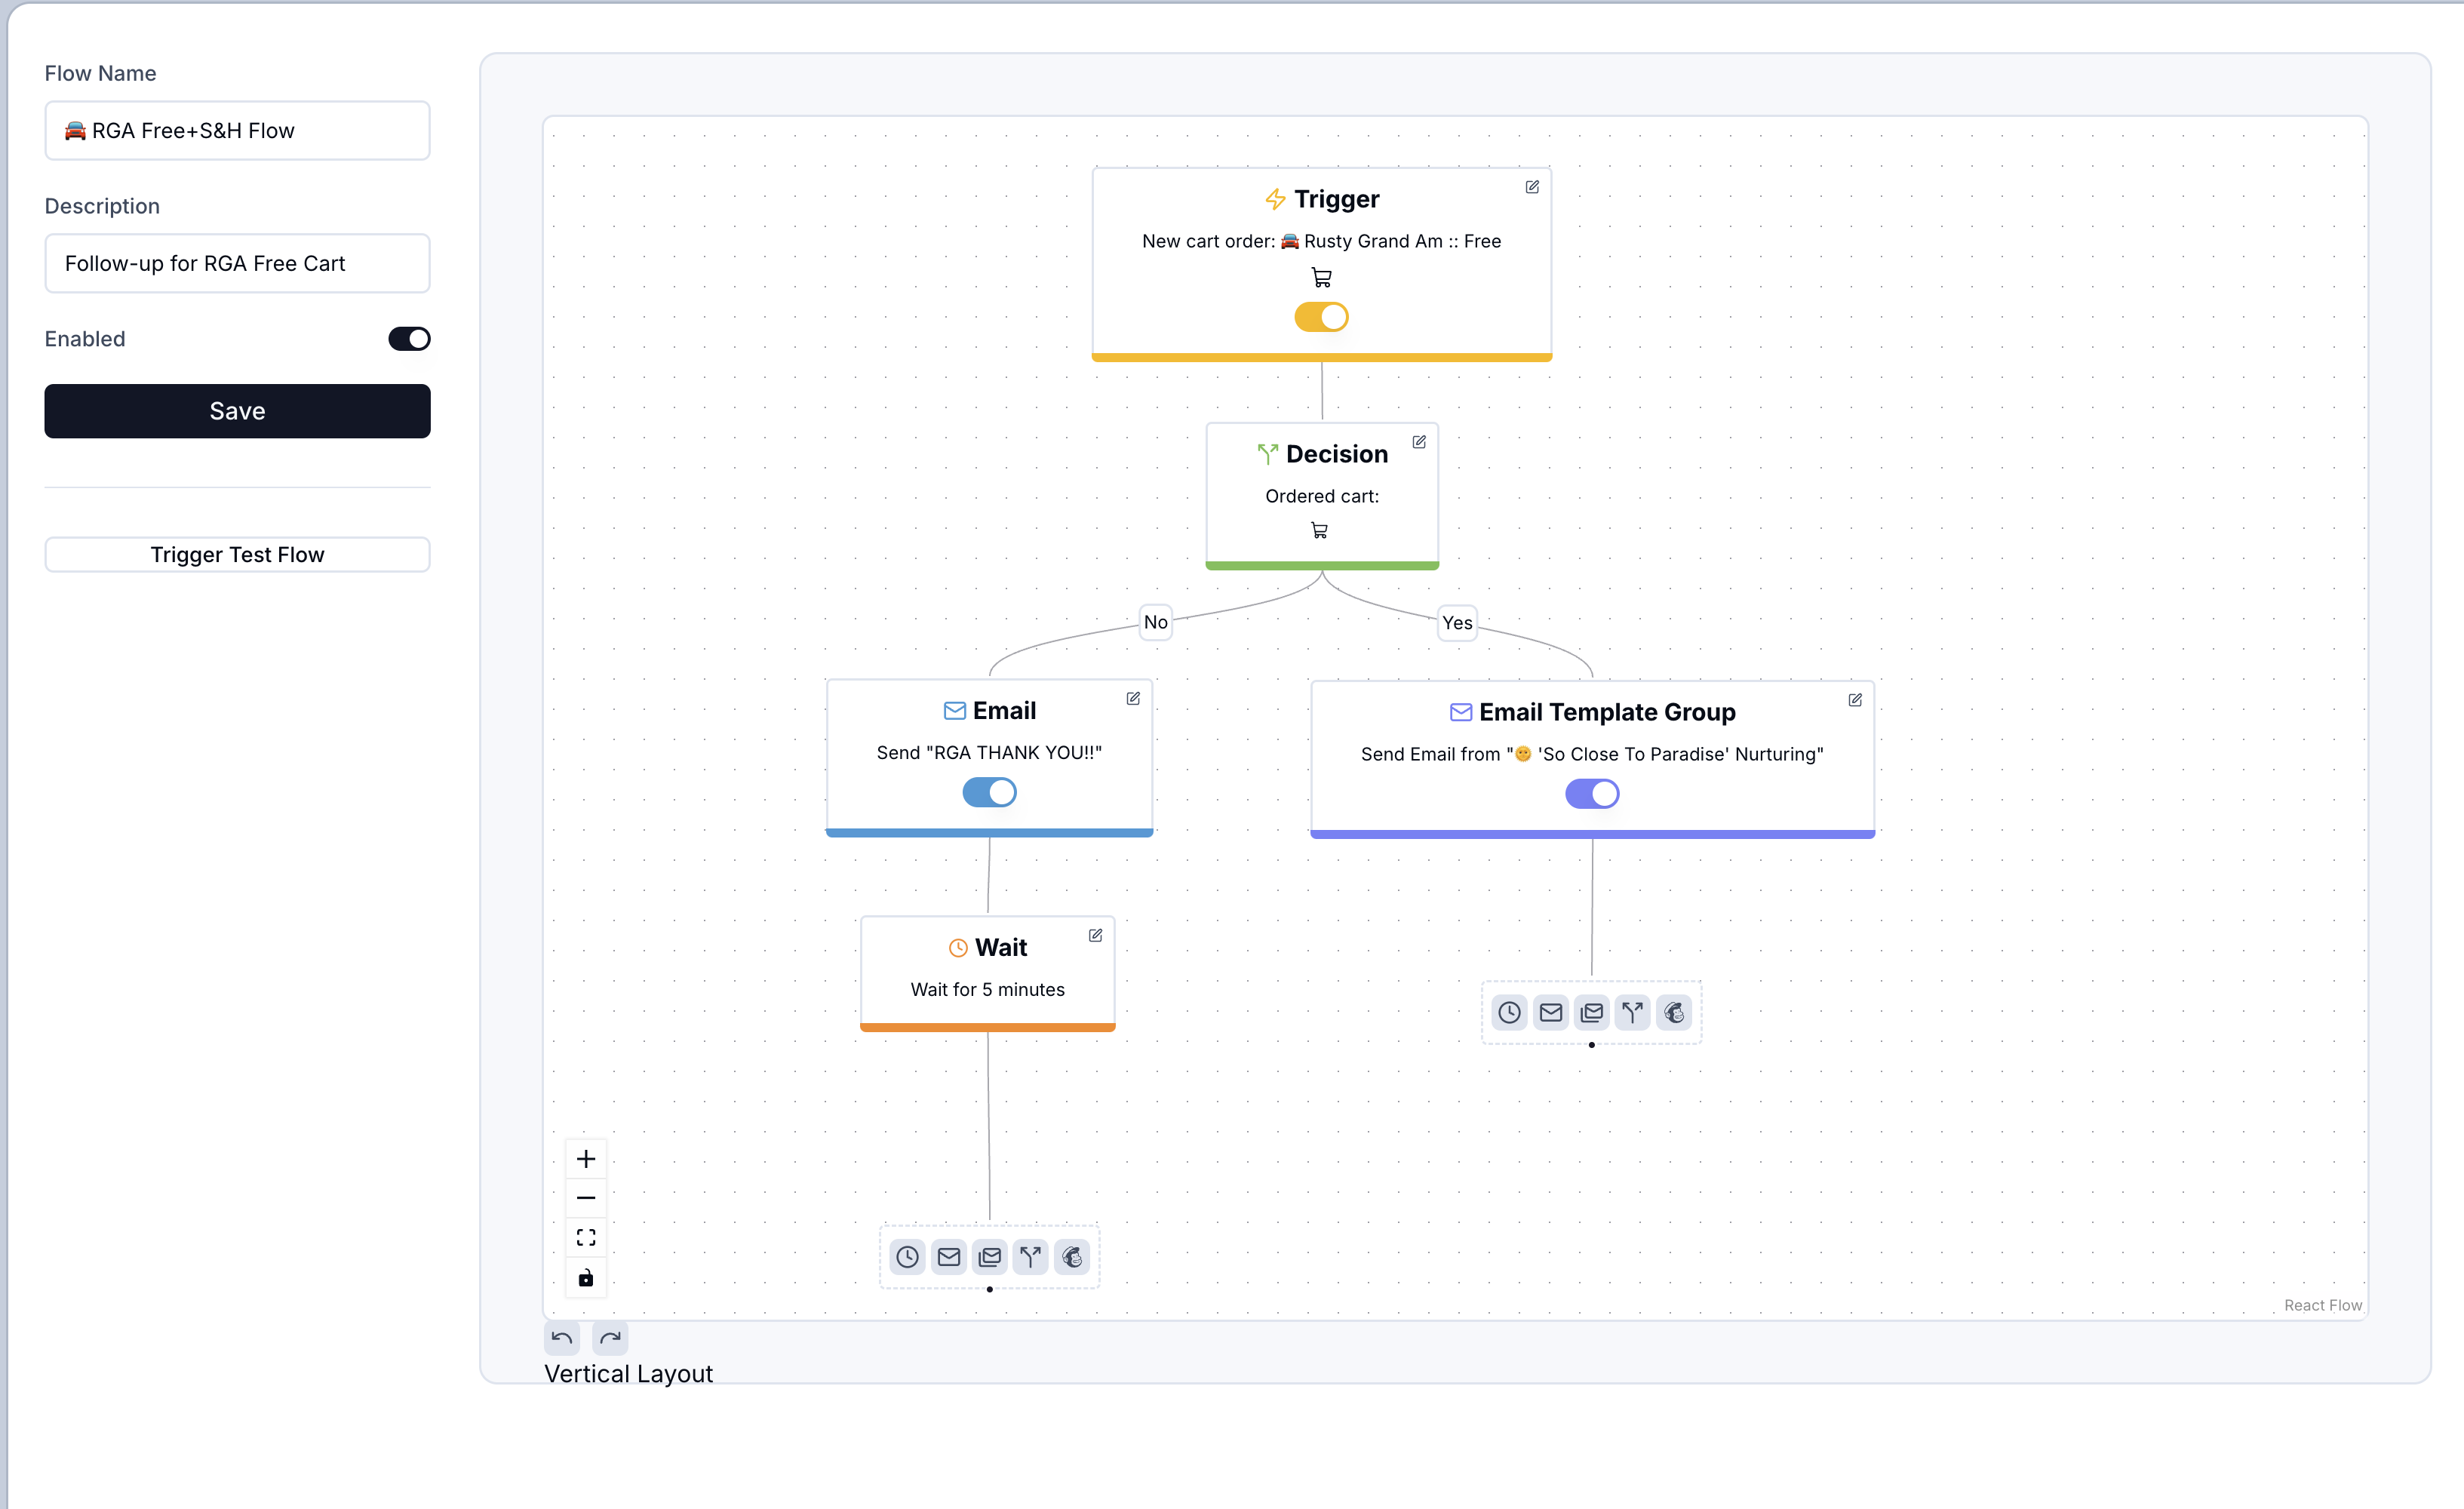 Flow Name
🚘 RGA Free+S&H Flow
Description
Follow-up for RGA Free Cart
Enabled
Save
Trigger Test Flow
Trigger
New cart order: 🚘 Rusty Grand Am :: Free
Decision
Ordered cart:
No
Yes
Email
Send "RGA THANK YOU!!"
Email Template Group
Send Email from "🌞 'So Close To Paradise' Nurturing"
Wait
Wait for 5 minutes
React Flow
Vertical Layout